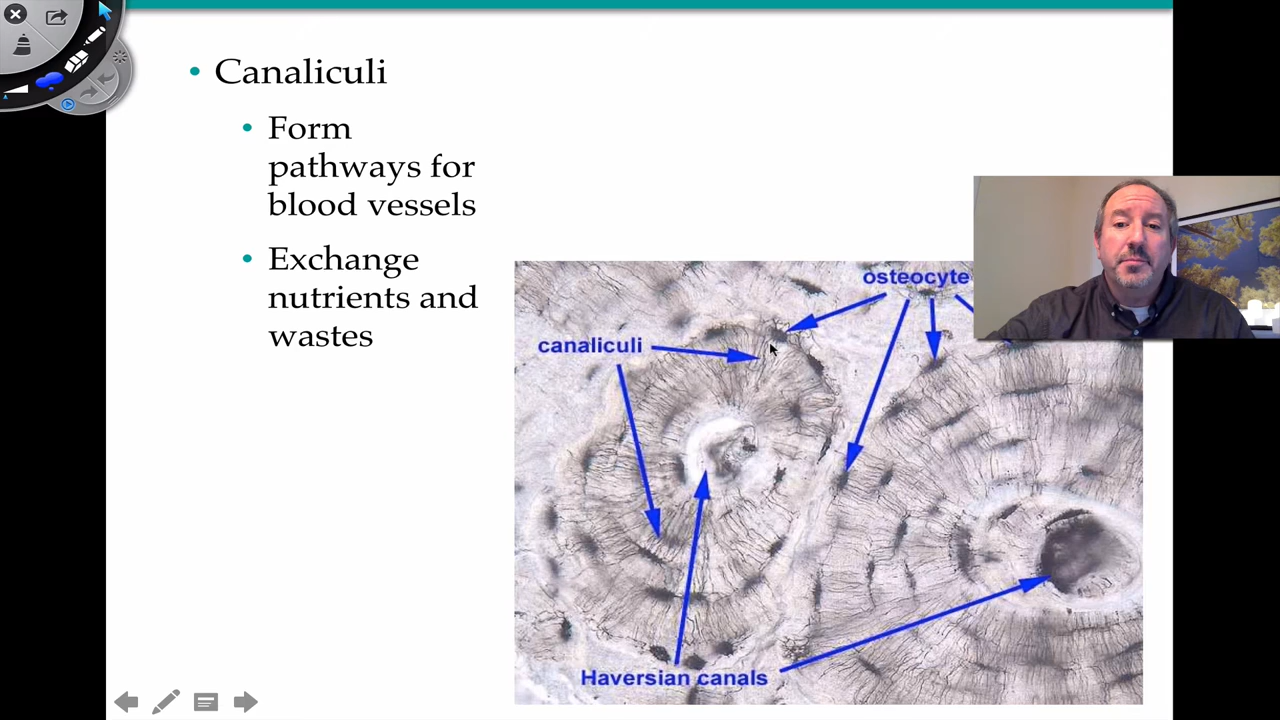 Canaliculi
Form
pathways for
blood vessels
Exchange
nutrients and
wastes
osteocyte
canaliculi
Haversian canals